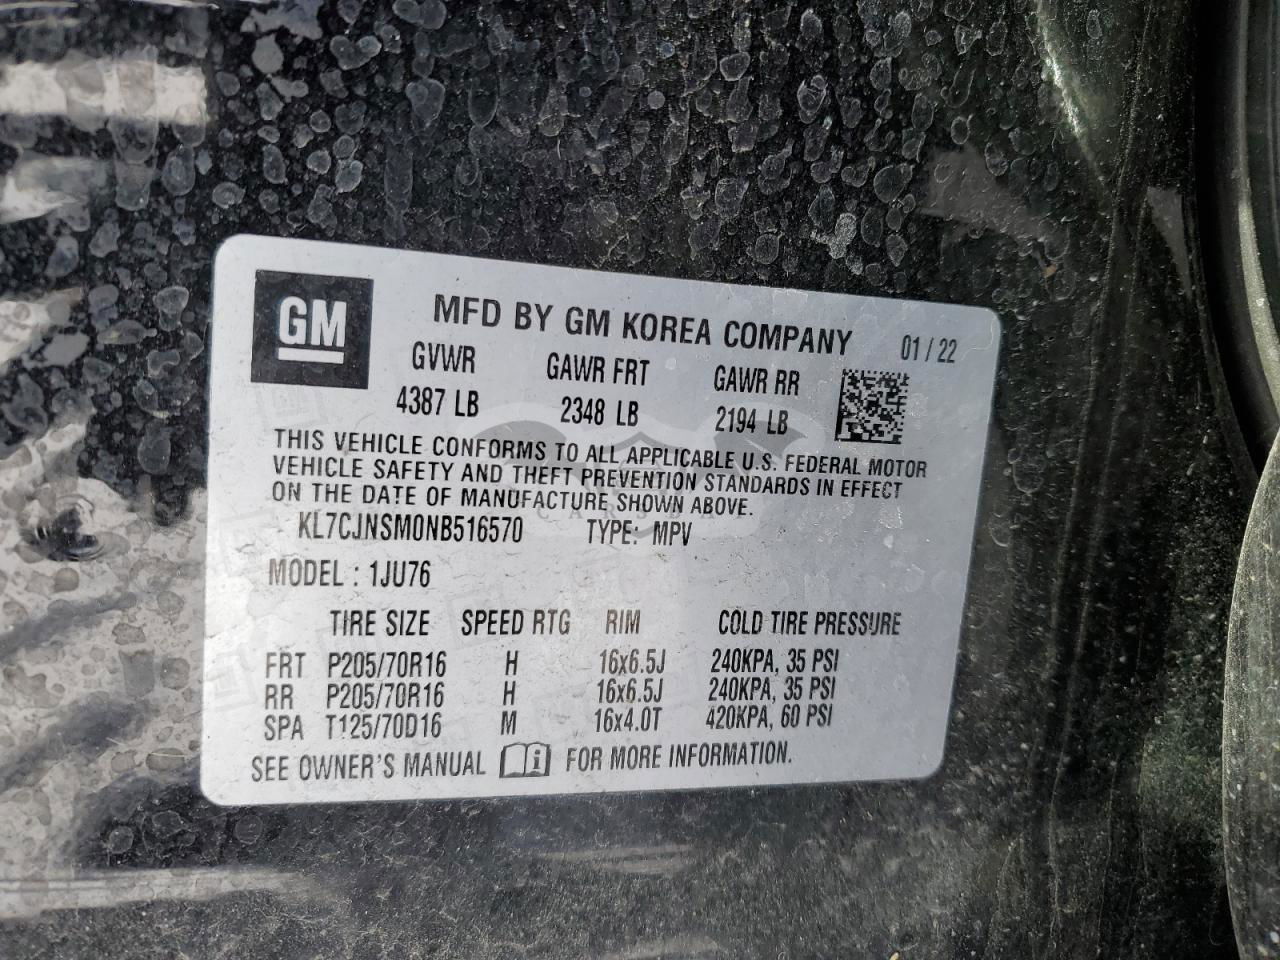 GM
MFD BY GM KOREA COMPANY 01 / 22
GVWR GAWR FRT GAWR RR
4387 LB 2348 LB 2194 LB
THIS VEHICLE CONFORMS TO ALL APPLICABLE U.S. FEDERAL MOTOR
VEHICLE SAFETY AND THEFT PREVENTION STANDARDS IN EFFECT
ON THE DATE OF MANUFACTURE SHOWN ABOVE.
KL7CJNSM0NB516570 TYPE: MPV
MODEL : 1JU76
TIRE SIZE SPEED RTG RIM COLD TIRE PRESSURE
FRT P205/70R16 H 16x6.5J 240KPA, 35 PSI
RR P205/70R16 H 16x6.5J 240KPA, 35 PSI
SPA T125/70D16 M 16x4.0T 420KPA, 60 PSI
SEE OWNER'S MANUAL i FOR MORE INFORMATION.